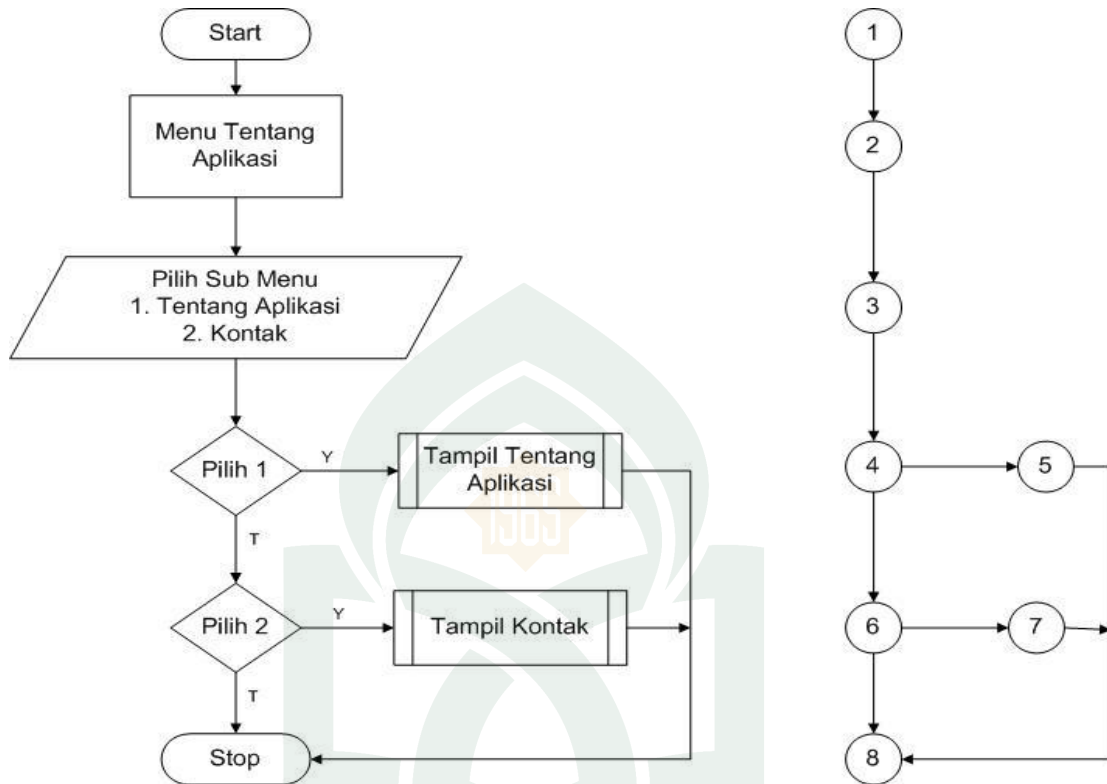 Start
Menu Tentang
Aplikasi
Pilih Sub Menu
1. Tentang Aplikasi
2. Kontak
Pilih 1
Y
Tampil Tentang
Aplikasi
T
Pilih 2
Y
Tampil Kontak
T
Stop
1985
1
2
3
4
5
6
7
8